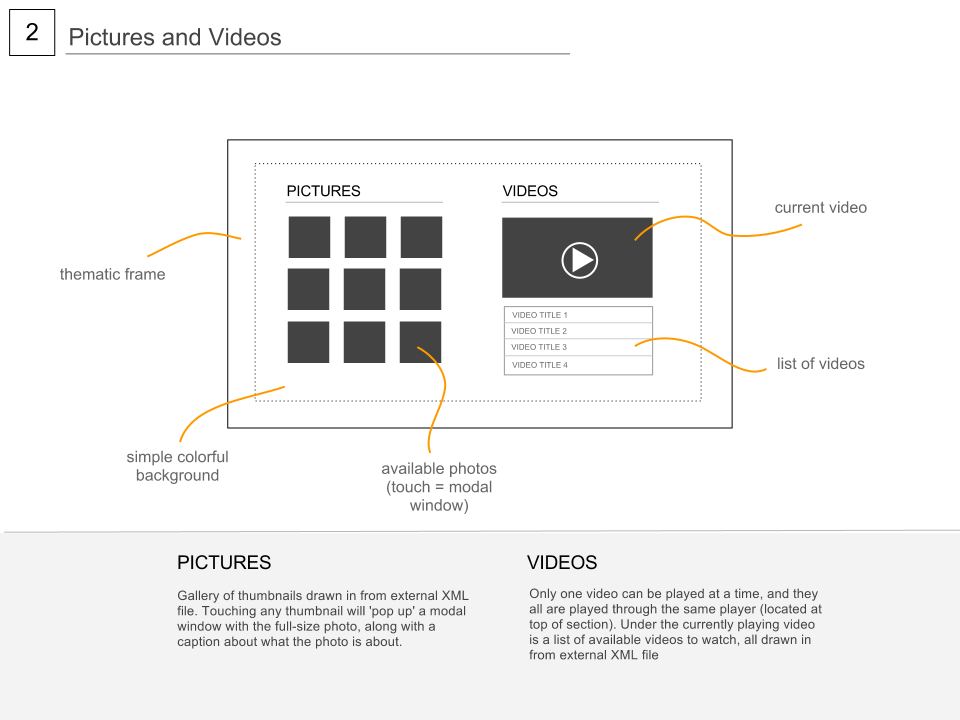 2
Pictures and Videos
PICTURES
VIDEOS
current video
thematic frame
VIDEO TITLE 1
VIDEO TITLE 2
VIDEO TITLE 3
VIDEO TITLE 4
list of videos
simple colorful
background
available photos
(touch = modal
window)
PICTURES
Gallery of thumbnails drawn in from external XML
file. Touching any thumbnail will 'pop up' a modal
window with the full-size photo, along with a
caption about what the photo is about.
VIDEOS
Only one video can be played at a time, and they
all are played through the same player (located at
top of section). Under the currently playing video
is a list of available videos to watch, all drawn in
from external XML file